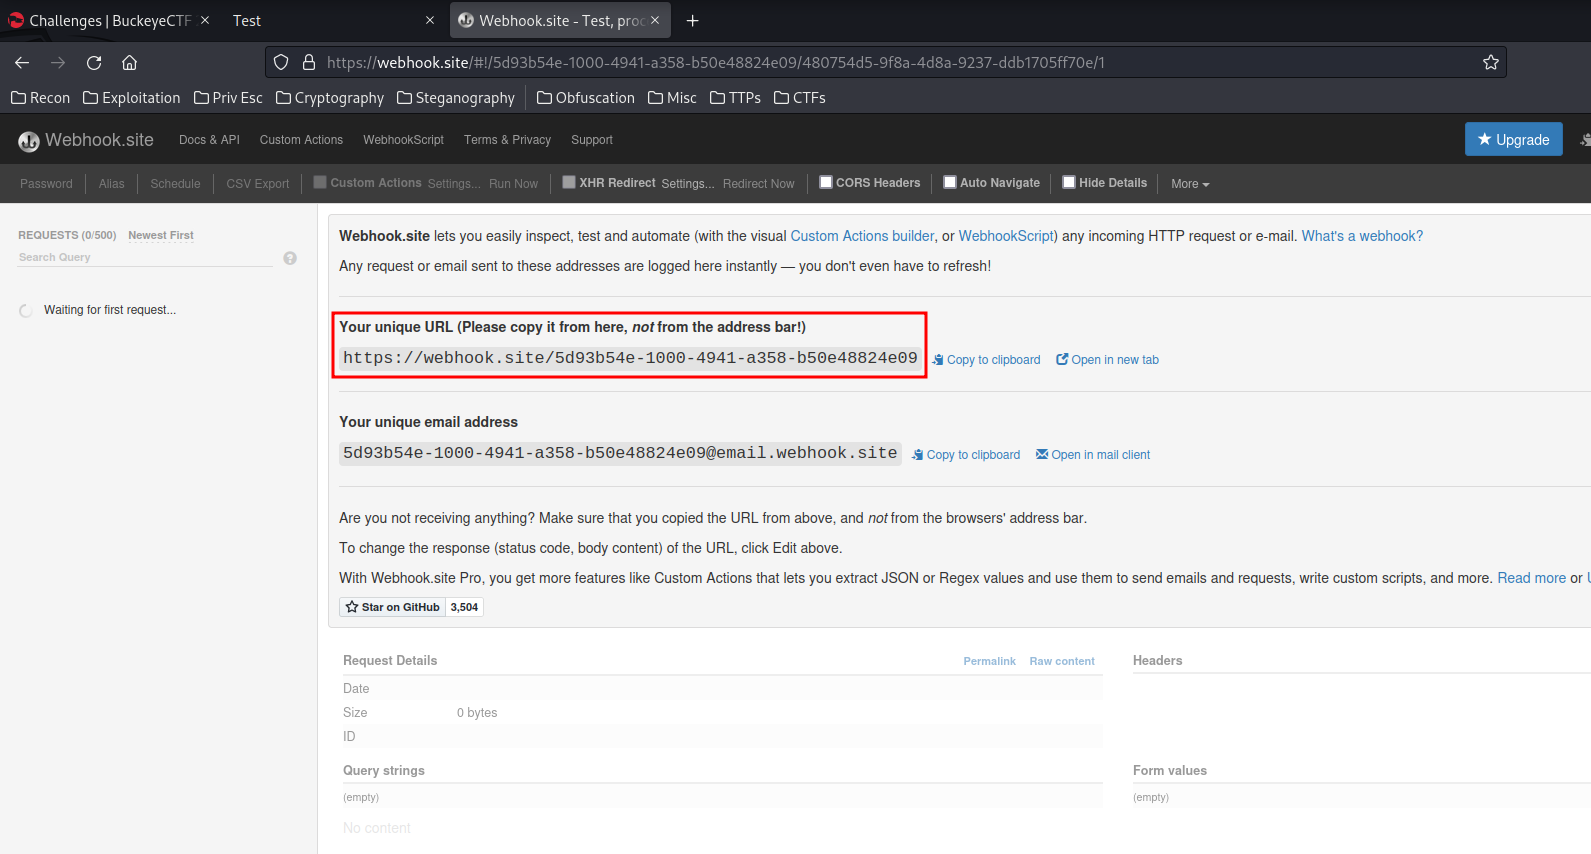 Challenges | BuckeyeCTF
Test
Webhook.site - Test, proc
https://webhook.site/#!/5d93b54e-1000-4941-a358-b50e48824e09/480754d5-9f8a-4d8a-9237-ddb1705ff70e/1
Recon Exploitation Priv Esc Cryptography Steganography Obfuscation Misc TTPs CTFs
Webhook.site Docs & API Custom Actions WebhookScript Terms & Privacy Support Upgrade
Password Alias Schedule CSV Export Custom Actions Settings... Run Now XHR Redirect Settings... Redirect Now CORS Headers Auto Navigate Hide Details More
REQUESTS (0/500) Newest First
Search Query
?
Waiting for first request...
Webhook.site lets you easily inspect, test and automate (with the visual Custom Actions builder, or WebhookScript) any incoming HTTP request or e-mail. What's a webhook?
Any request or email sent to these addresses are logged here instantly — you don't even have to refresh!
Your unique URL (Please copy it from here, not from the address bar!)
https://webhook.site/5d93b54e-1000-4941-a358-b50e48824e09 Copy to clipboard Open in new tab
Your unique email address
5d93b54e-1000-4941-a358-b50e48824e09@email.webhook.site Copy to clipboard Open in mail client
Are you not receiving anything? Make sure that you copied the URL from above, and not from the browsers' address bar.
To change the response (status code, body content) of the URL, click Edit above.
With Webhook.site Pro, you get more features like Custom Actions that lets you extract JSON or Regex values and use them to send emails and requests, write custom scripts, and more. Read more or
Star on GitHub 3,504
Request Details Permalink Raw content
Date
Size 0 bytes
ID
Headers
Query strings
(empty)
Form values
(empty)
No content